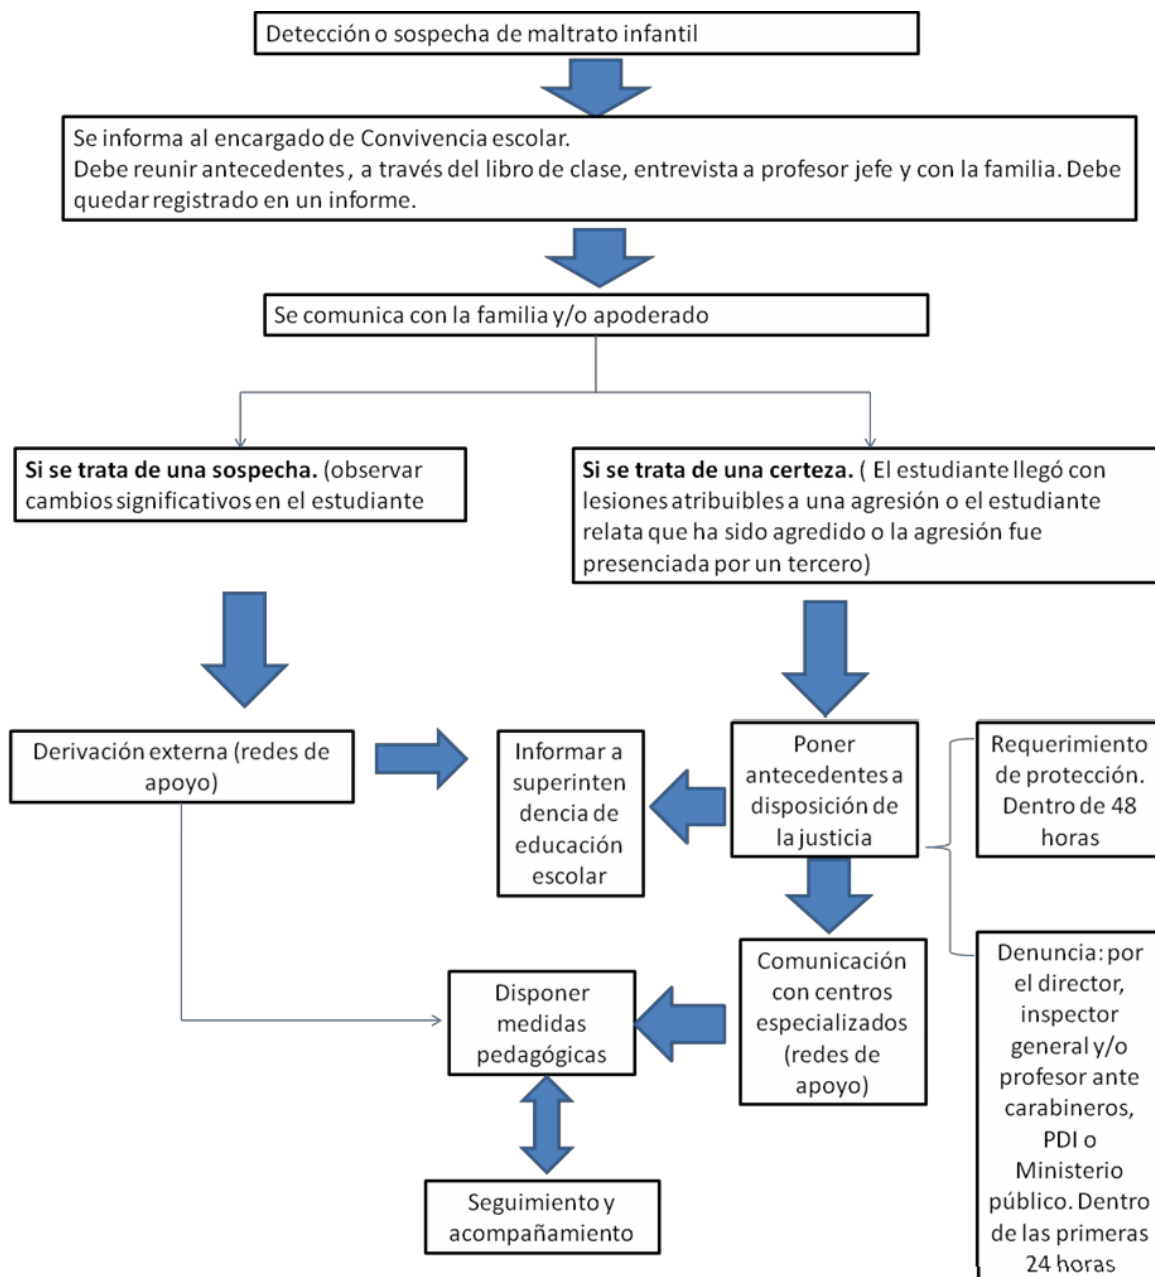 Detección o sospecha de maltrato infantil
Se informa al encargado de Convivencia escolar.
Debe reunir antecedentes, a través del libro de clase, entrevista a profesor jefe y con la familia. Debe
quedar registrado en un informe.
Se comunica con la familia y/o apoderado
Si se trata de una sospecha. (observar
cambios significativos en el estudiante
Si se trata de una certeza. ( El estudiante llegó con
lesiones atribuibles a una agresión o el estudiante
relata que ha sido agredido o la agresión fue
presenciada por un tercero)
Derivación externa (redes de
apoyo)
Informar a
superinten
dencia de
educación
escolar
Poner
antecedentes a
disposición de
la justicia
Requerimiento
de protección.
Dentro de 48
horas
Disponer
medidas
pedagógicas
Comunicación
con centros
especializados
(redes de
apoyo)
Denuncia: por
el director,
inspector
general y/o
profesor ante
carabineros,
PDI o
Ministerio
público. Dentro
de las primeras
24 horas
Seguimiento y
acompañamiento